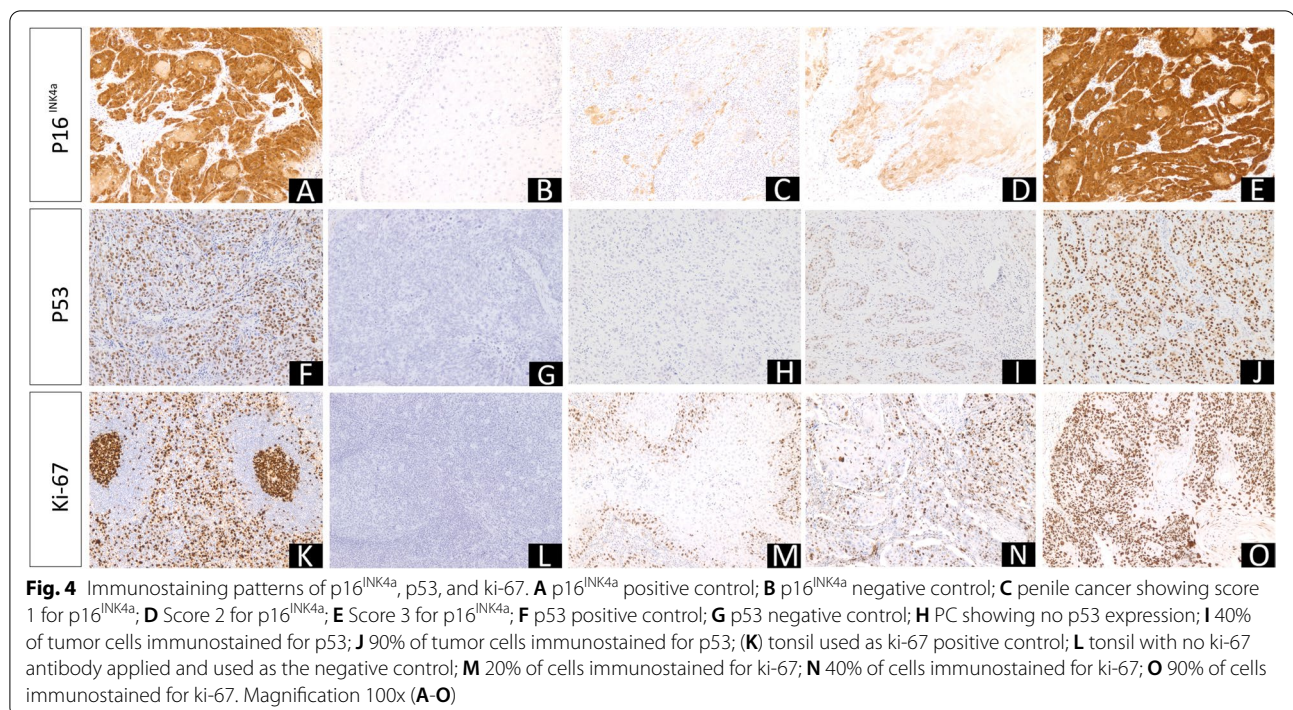 P16 INK4a
A
B
C
D
E
P53
F
G
H
I
J
Ki-67
K
L
M
N
O
Fig. 4 Immunostaining patterns of p16INK4a, p53, and ki-67. A p16INK4a positive control; B p16INK4a negative control; C penile cancer showing score
1 for p16INK4a; D Score 2 for p16INK4a; E Score 3 for p16INK4a; F p53 positive control; G p53 negative control; H PC showing no p53 expression; I 40%
of tumor cells immunostained for p53; J 90% of tumor cells immunostained for p53; (K) tonsil used as ki-67 positive control; L tonsil with no ki-67
antibody applied and used as the negative control; M 20% of cells immunostained for ki-67; N 40% of cells immunostained for ki-67; O 90% of cells
immunostained for ki-67. Magnification 100x (A-O)